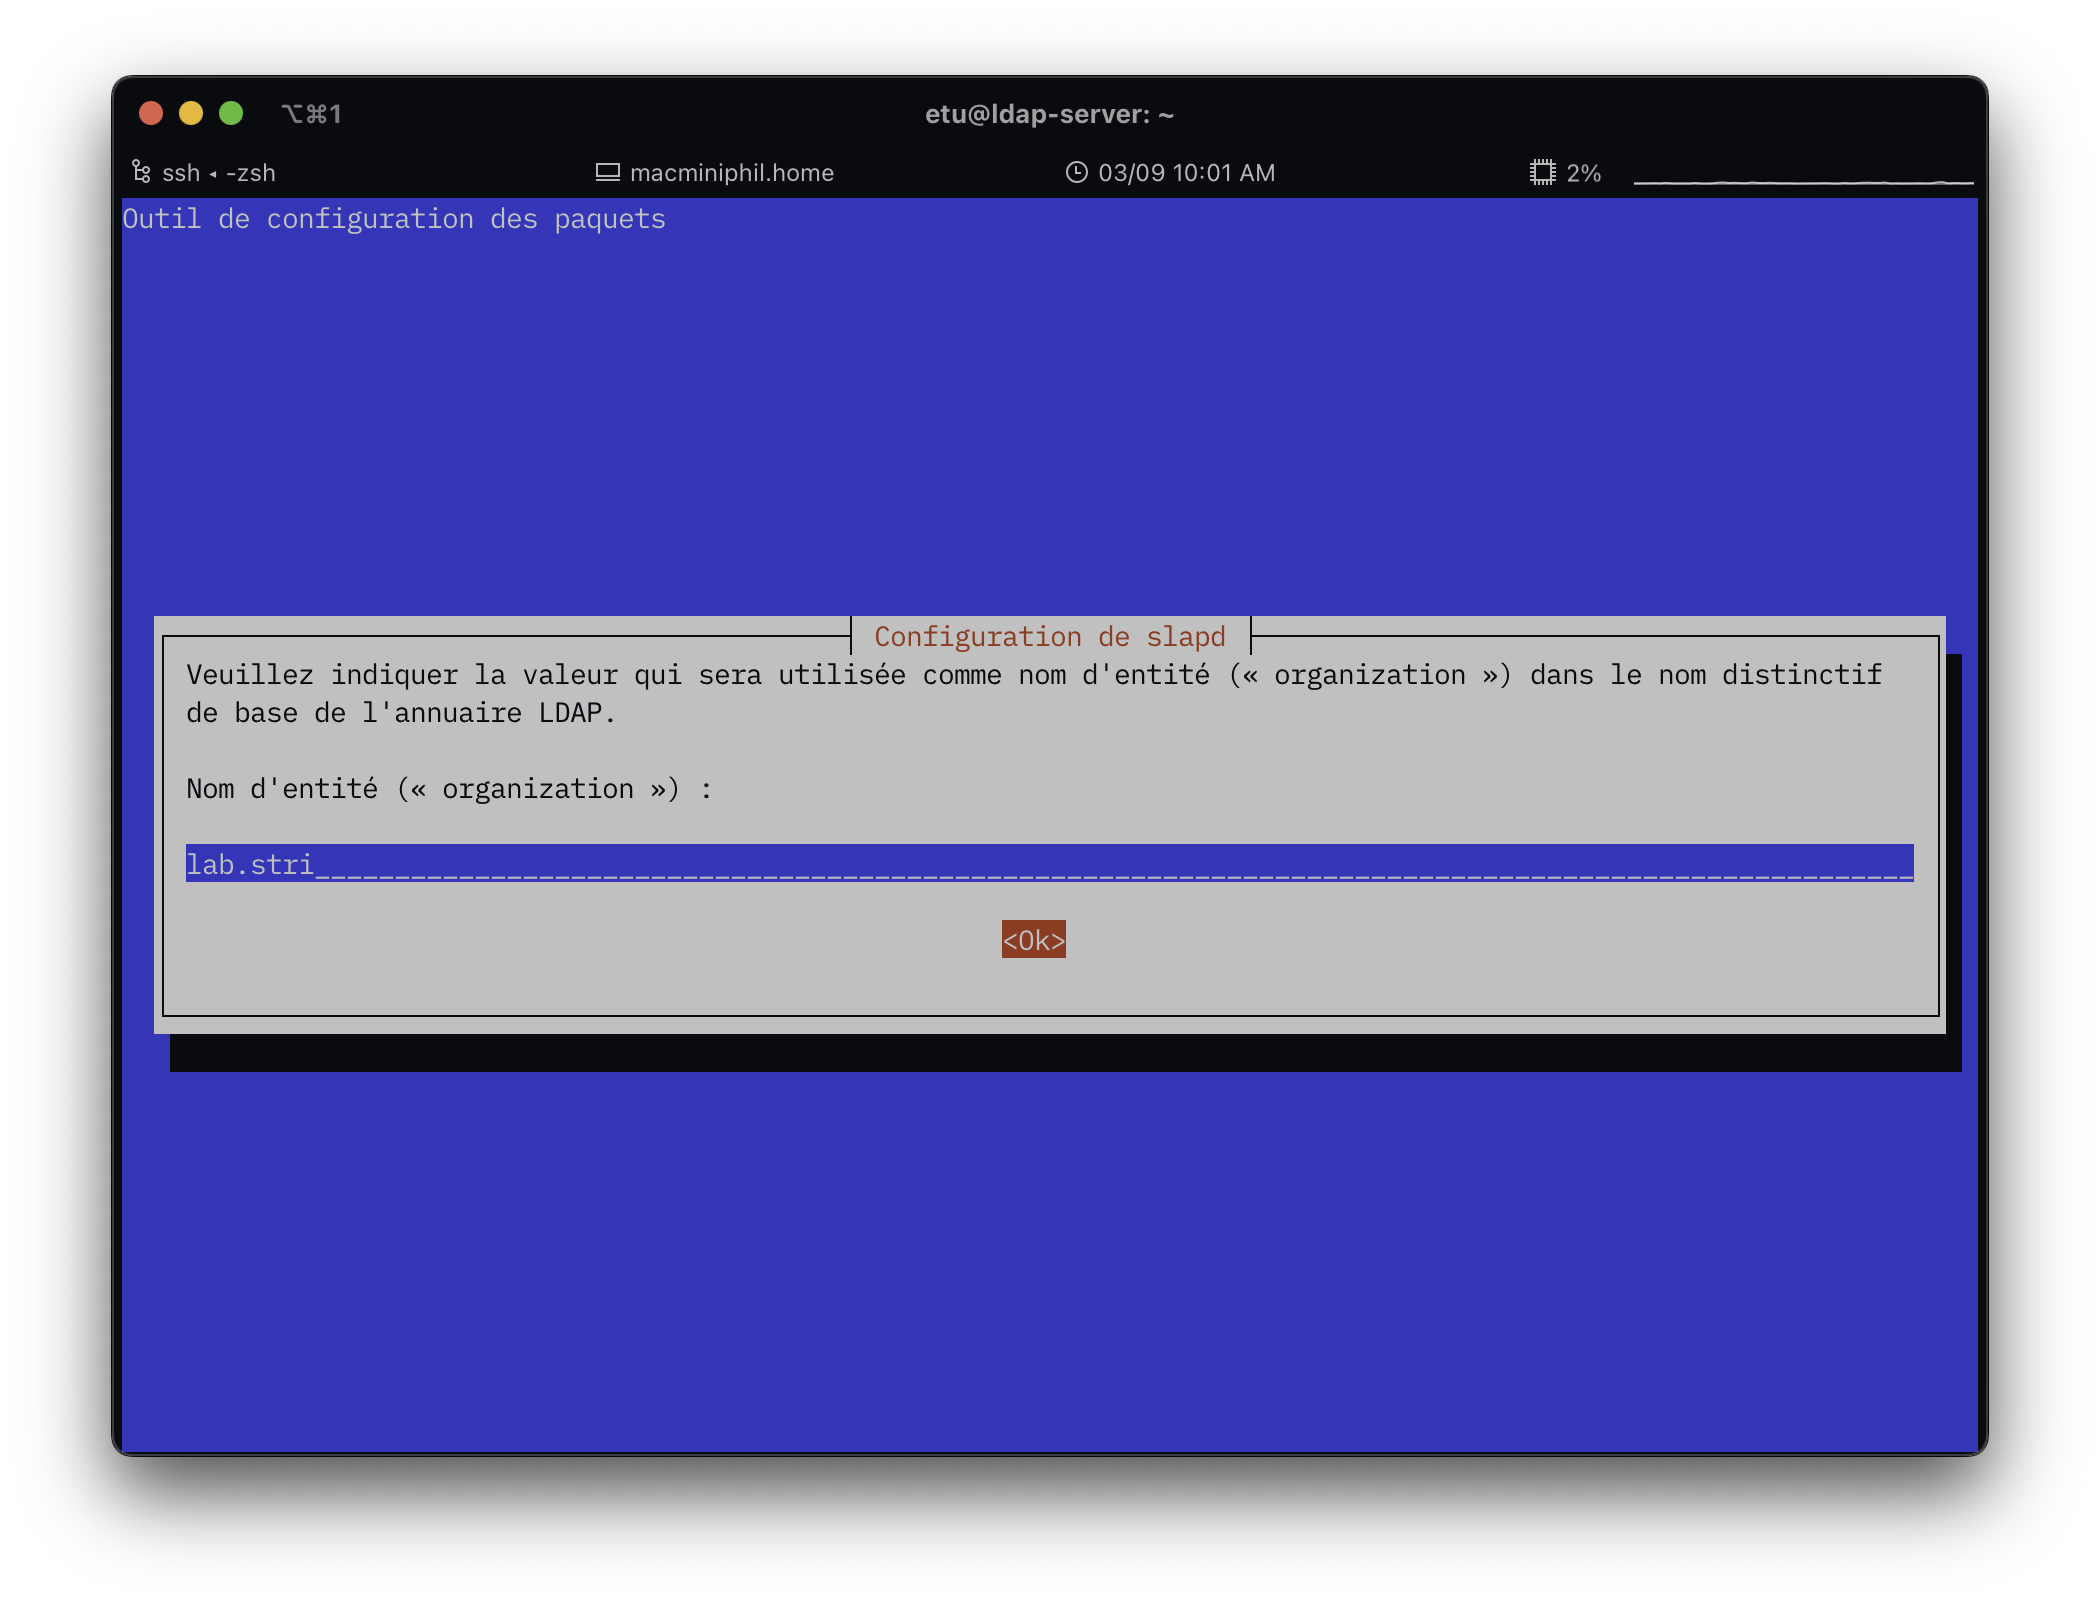 ⌥⌘1
etu@ldap-server: ~
ssh ◂ -zsh
macminiphil.home
03/09 10:01 AM
2%
Outil de configuration des paquets
Configuration de slapd
Veuillez indiquer la valeur qui sera utilisée comme nom d'entité (« organization ») dans le nom distinctif
de base de l'annuaire LDAP.
Nom d'entité (« organization ») :
lab.stri____________________________________________________________________________________________________
<Ok>